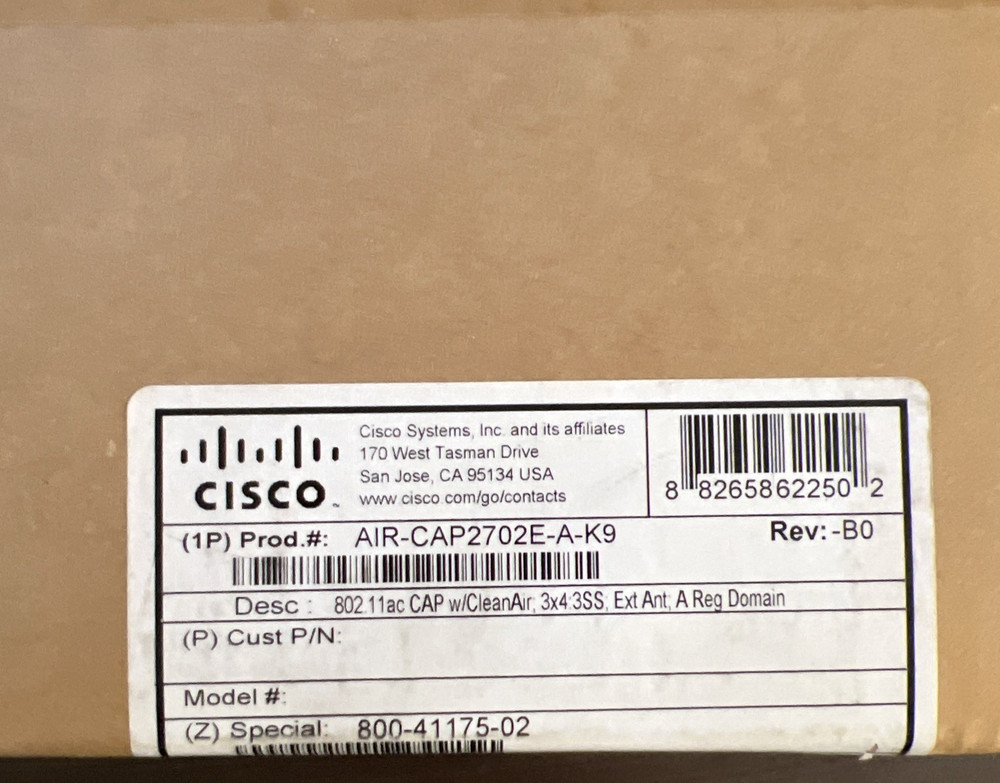 CISCO
Cisco Systems, Inc. and its affiliates
170 West Tasman Drive
San Jose, CA 95134 USA
www.cisco.com/go/contacts
8 8265862250 2
(1P) Prod.#: AIR-CAP2702E-A-K9
Rev: -B0
Desc : 802.11ac CAP w/CleanAir; 3x4:3SS; Ext Ant; A Reg Domain
(P) Cust P/N:
Model #:
(Z) Special: 800-41175-02